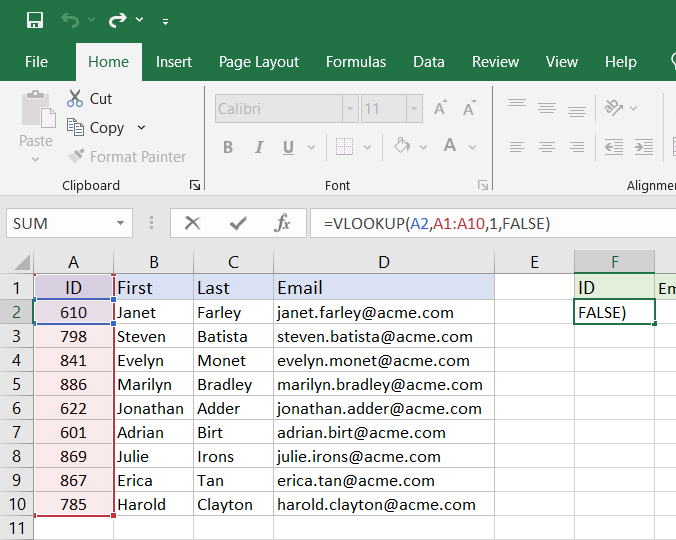 File Home Insert Page Layout Formulas Data Review View Help
Paste
Cut
Copy
Format Painter
Clipboard
Calibri 11 A A
B I U A
Font
ab
Alignme
SUM fx =VLOOKUP(A2,A1:A10,1,FALSE)
A B C D E F
1 ID First Last Email ID Em
2 610 Janet Farley janet.farley@acme.com FALSE)
3 798 Steven Batista steven.batista@acme.com
4 841 Evelyn Monet evelyn.monet@acme.com
5 886 Marilyn Bradley marilyn.bradley@acme.com
6 622 Jonathan Adder jonathan.adder@acme.com
7 601 Adrian Birt adrian.birt@acme.com
8 869 Julie Irons julie.irons@acme.com
9 867 Erica Tan erica.tan@acme.com
10 785 Harold Clayton harold.clayton@acme.com
11